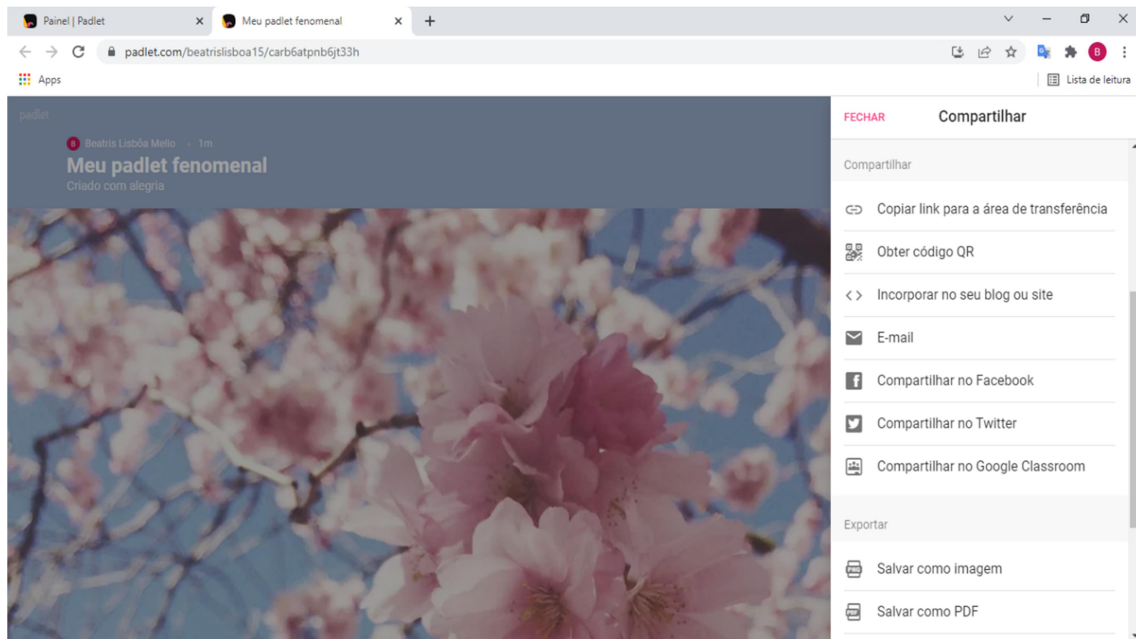 Painel | Padlet
Meu padlet fenomenal
padlet.com/beatrislisboa15/carb6atpnb6jt33h
B
Apps
Lista de leitura
padlet
B Beatris Lisbôa Mello • 1m
Meu padlet fenomenal
Criado com alegria
FECHAR
Compartilhar
Compartilhar
Copiar link para a área de transferência
Obter código QR
Incorporar no seu blog ou site
E-mail
Compartilhar no Facebook
Compartilhar no Twitter
Compartilhar no Google Classroom
Exportar
Salvar como imagem
Salvar como PDF